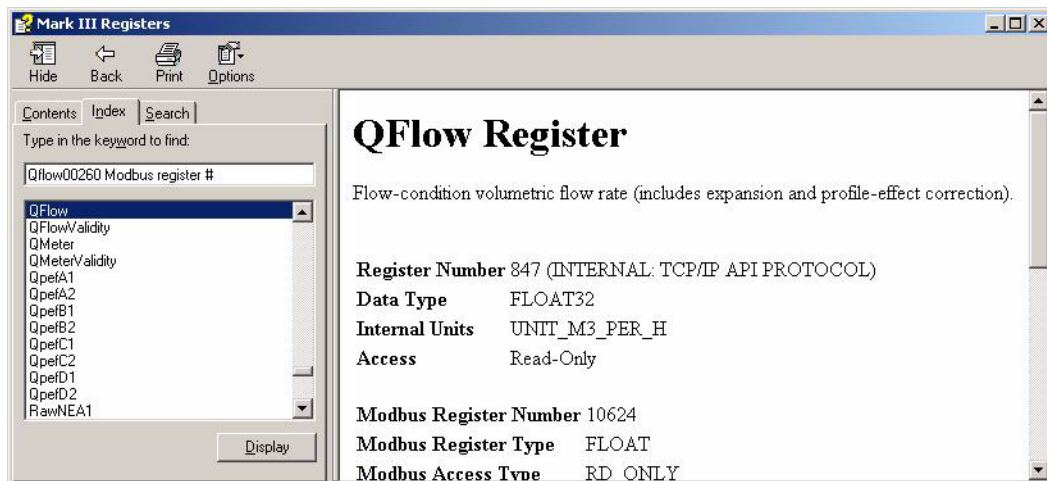 Mark III Registers
Hide Back Print Options
Contents Index Search
Type in the keyword to find:
Qflow00260 Modbus register #
QFlow
QFlowValidity
QMeter
QMeterValidity
QpefA1
QpefA2
QpefB1
QpefB2
QpefC1
QpefC2
QpefD1
QpefD2
RawNEA1
Display
QFlow Register
Flow-condition volumetric flow rate (includes expansion and profile-effect correction).
Register Number 847 (INTERNAL: TCP/IP API PROTOCOL)
Data Type FLOAT32
Internal Units UNIT_M3_PER_H
Access Read-Only
Modbus Register Number 10624
Modbus Register Type FLOAT
Modbus Access Type RD_ONLY